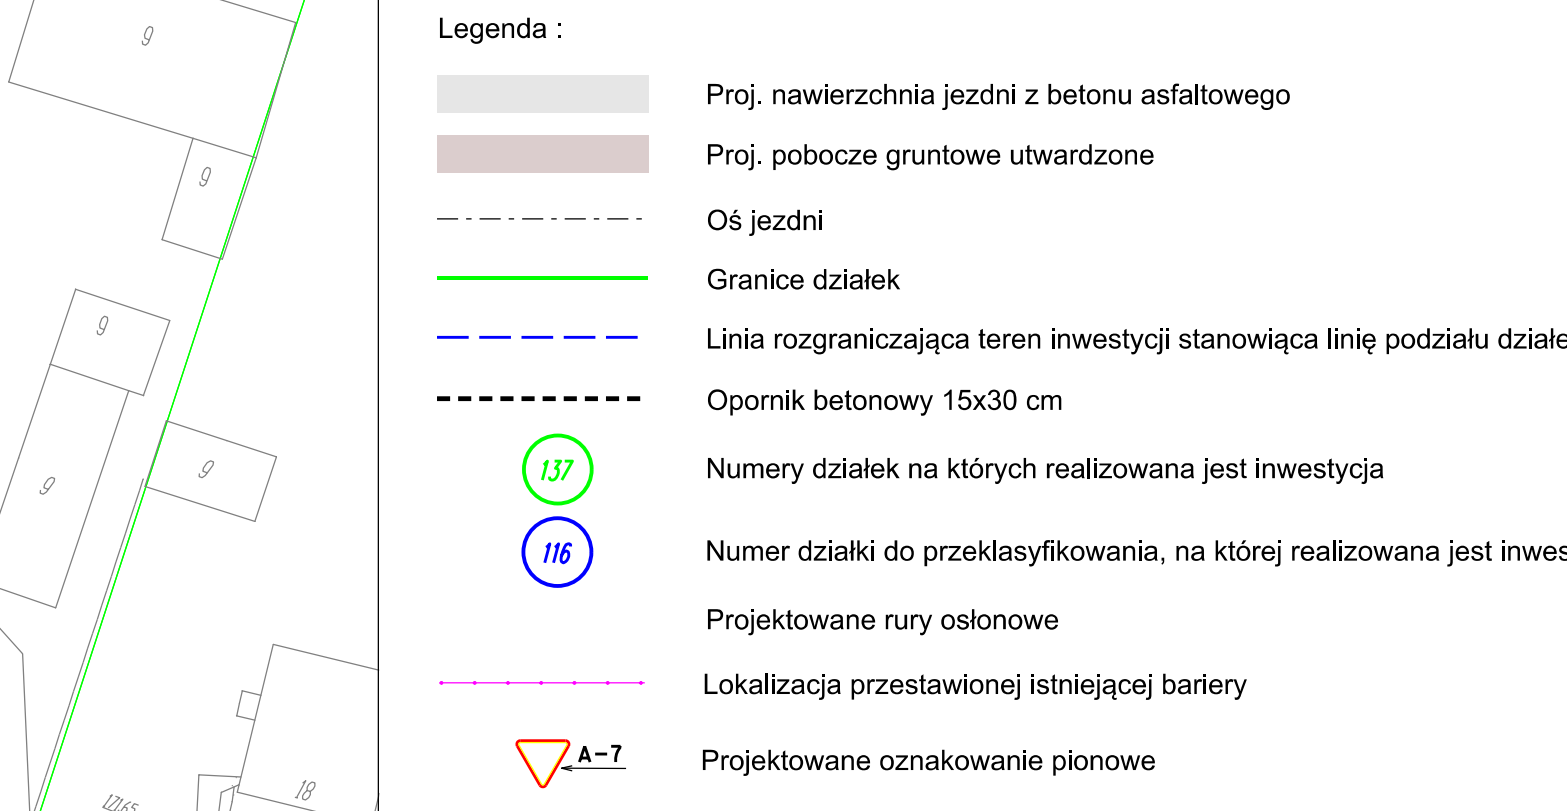 Legenda :
Proj. nawierzchnia jezdni z betonu asfaltowego
Proj. pobocze gruntowe utwardzone
Oś jezdni
Granice działek
Linia rozgraniczająca teren inwestycji stanowiąca linię podziału działe
Opornik betonowy 15x30 cm
137 Numery działek na których realizowana jest inwestycja
116 Numer działki do przeklasyfikowania, na której realizowana jest inwes
Projektowane rury osłonowe
Lokalizacja przestawionej istniejącej bariery
A-7 Projektowane oznakowanie pionowe
9
9
9
9
9
18